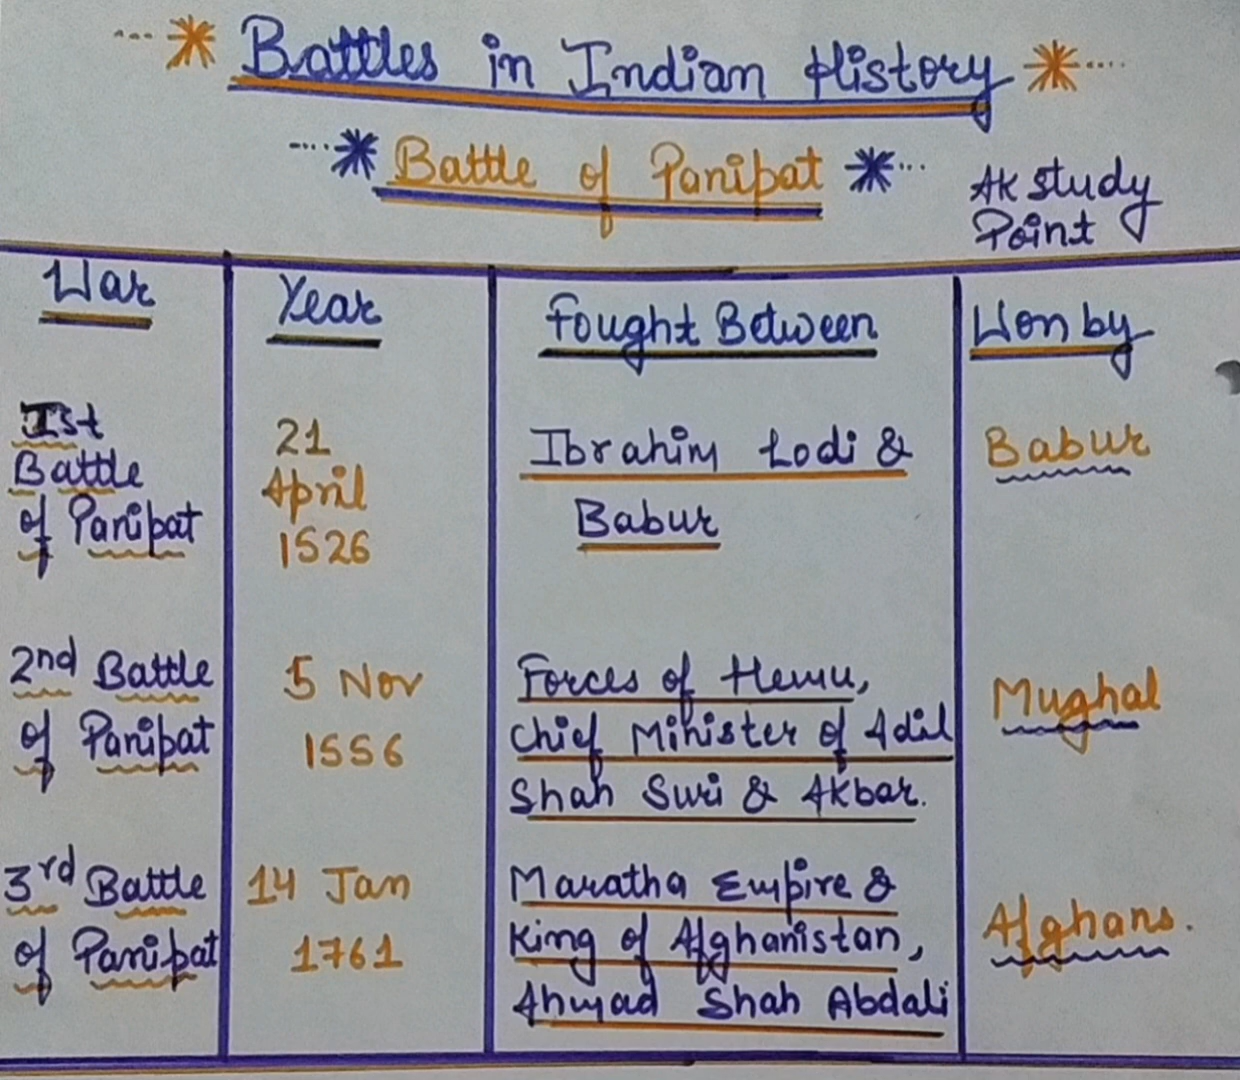 Battles in Indian History
Battle of Panipat
AK study
Point
War
Year
Fought Between
Won by
Ist
Battle
of Panipat
21
April
1526
Ibrahim Lodi &
Babur
Babur
2nd Battle
of Panipat
5 Nov
1556
Forces of Hemu,
Chief Minister of Adil
Shah Suri & Akbar.
Mughal
3rd Battle
of Panipat
14 Jan
1761
Maratha Empire &
King of Afghanistan,
Ahmad Shah Abdali
Afghans.